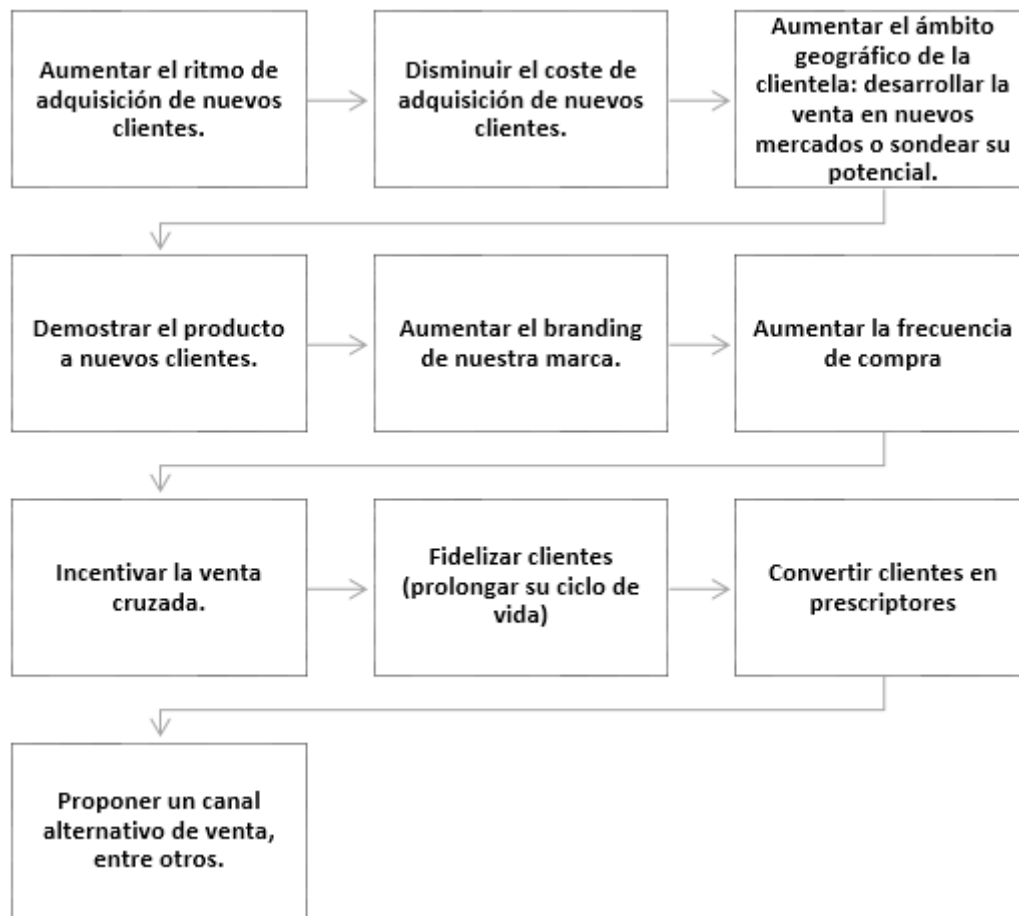 Aumentar el ritmo de
adquisición de nuevos
clientes.
Disminuir el coste de
adquisición de nuevos
clientes.
Aumentar el ámbito
geográfico de la
clientela: desarrollar la
venta en nuevos
mercados o sondear su
potencial.
Demostrar el producto
a nuevos clientes.
Aumentar el branding
de nuestra marca.
Aumentar la frecuencia
de compra
Incentivar la venta
cruzada.
Fidelizar clientes
(prolongar su ciclo de
vida)
Convertir clientes en
prescriptores
Proponer un canal
alternativo de venta,
entre otros.